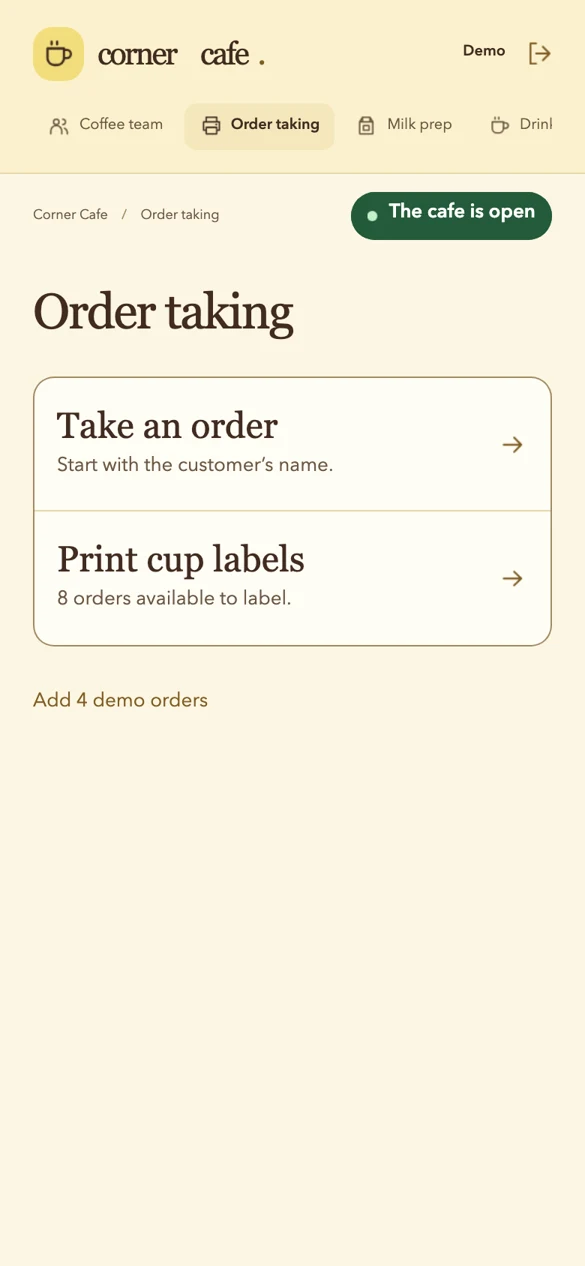 corner cafe .
Demo
Coffee team
Order taking
Milk prep
Drinl
Corner Cafe / Order taking
The cafe is open
Order taking
Take an order
Start with the customer’s name.
Print cup labels
8 orders available to label.
Add 4 demo orders